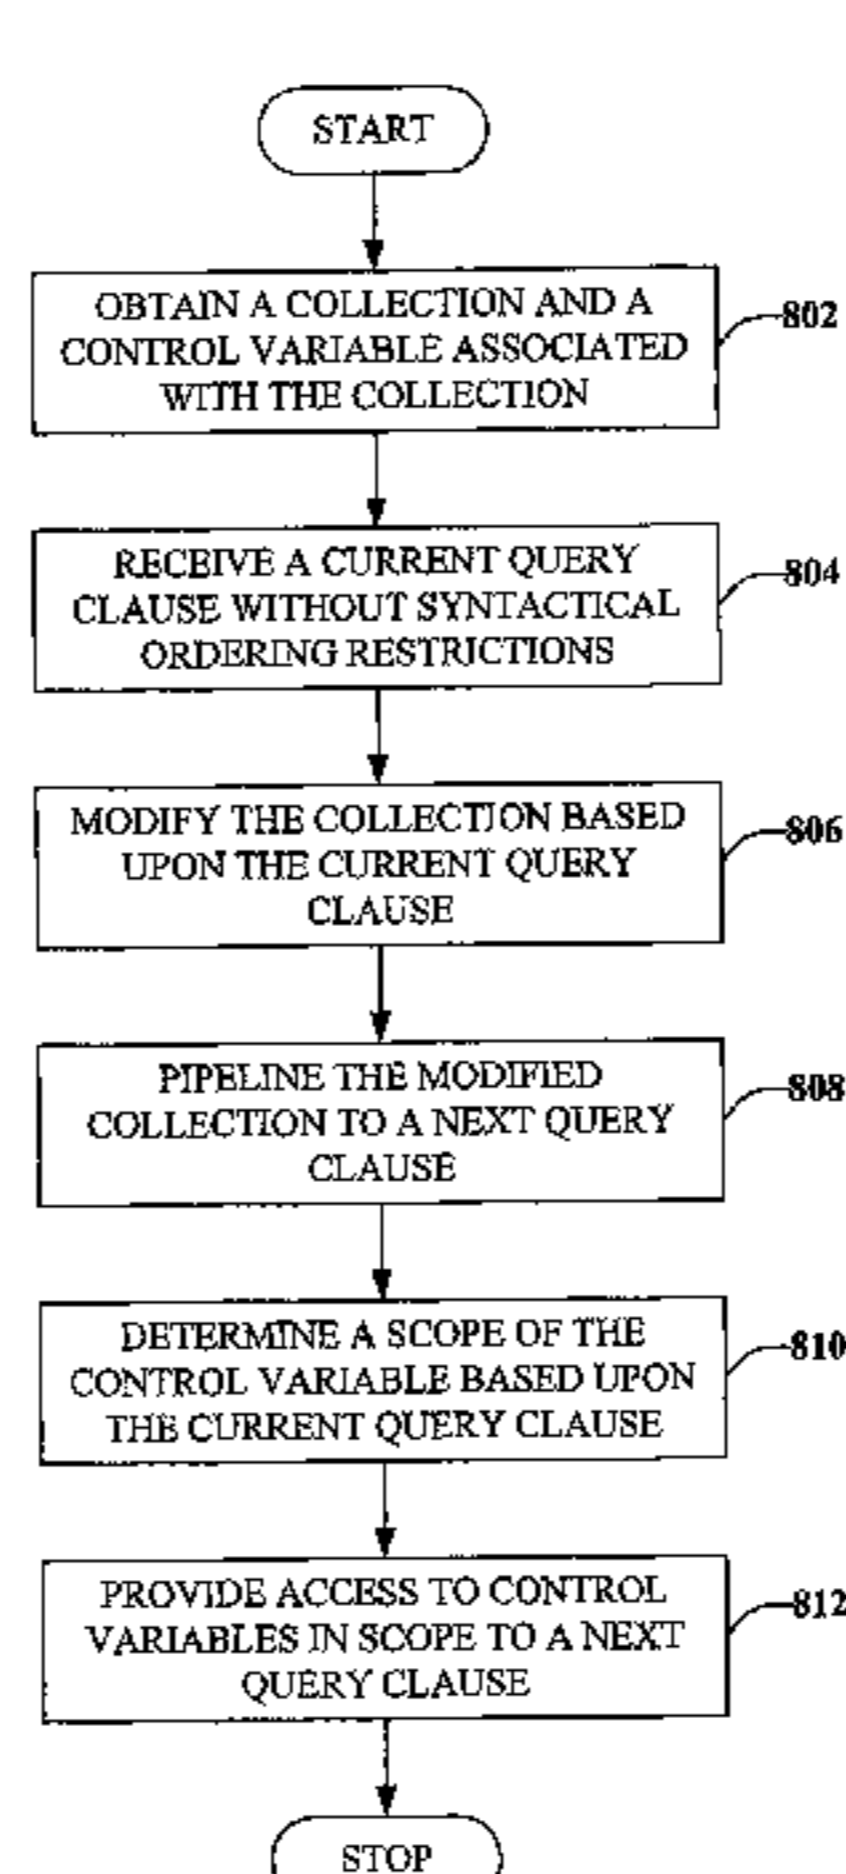 START
OBTAIN A COLLECTION AND A
CONTROL VARIABLE ASSOCIATED
WITH THE COLLECTION
802
RECEIVE A CURRENT QUERY
CLAUSE WITHOUT SYNTACTICAL
ORDERING RESTRICTIONS
804
MODIFY THE COLLECTION BASED
UPON THE CURRENT QUERY
CLAUSE
806
PIPELINE THE MODIFIED
COLLECTION TO A NEXT QUERY
CLAUSE
808
DETERMINE A SCOPE OF THE
CONTROL VARIABLE BASED UPON
THE CURRENT QUERY CLAUSE
810
PROVIDE ACCESS TO CONTROL
VARIABLES IN SCOPE TO A NEXT
QUERY CLAUSE
812
STOP